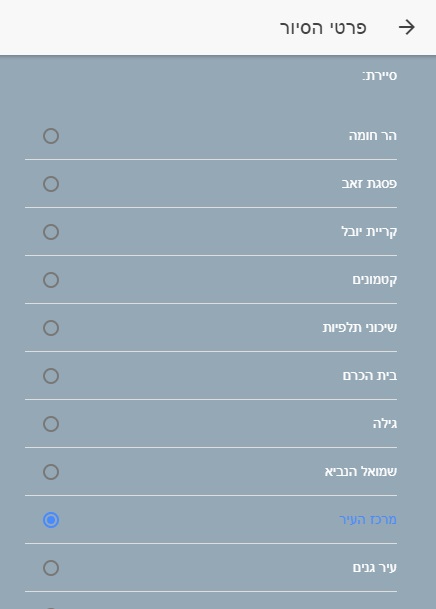 פרטי הסיור
סיירת:
הר חומה
פסגת זאב
קריית יובל
קטמונים
שיכוני תלפיות
בית הכרם
גילה
שמואל הנביא
מרכז העיר
עיר גנים